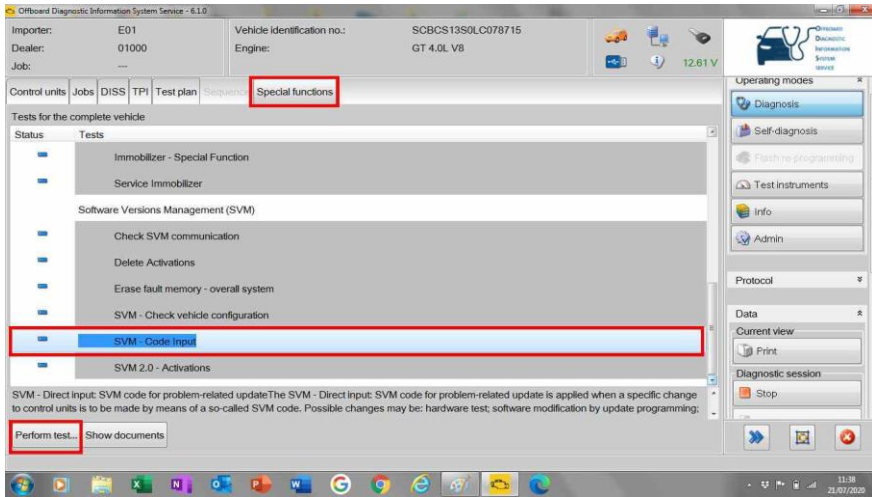 Offboard Diagnostic Information System Service - 6.1.0
Importer: E01 Vehicle identification no.: SCBCS13S0LC078715
Dealer: 01000 Engine: GT 4.0L V8
Job: ---
12.61 V
Offboard
Diagnostic
Information
System
Service
Control units Jobs DISS TPI Test plan Sequence Special functions
Tests for the complete vehicle
Status Tests
Immobilizer - Special Function
Service Immobilizer
Software Versions Management (SVM)
Check SVM communication
Delete Activations
Erase fault memory - overall system
SVM - Check vehicle configuration
SVM - Code Input
SVM 2.0 - Activations
SVM - Direct input: SVM code for problem-related updateThe SVM - Direct input: SVM code for problem-related update is applied when a specific change
to control units is to be made by means of a so-called SVM code. Possible changes may be: hardware test; software modification by update programming;
Perform test... Show documents
Operating modes
Diagnosis
Self-diagnosis
Flash re-programming
Test instruments
Info
Admin
Protocol
Data
Current view
Print
Diagnostic session
Stop
11:38
21/07/2020